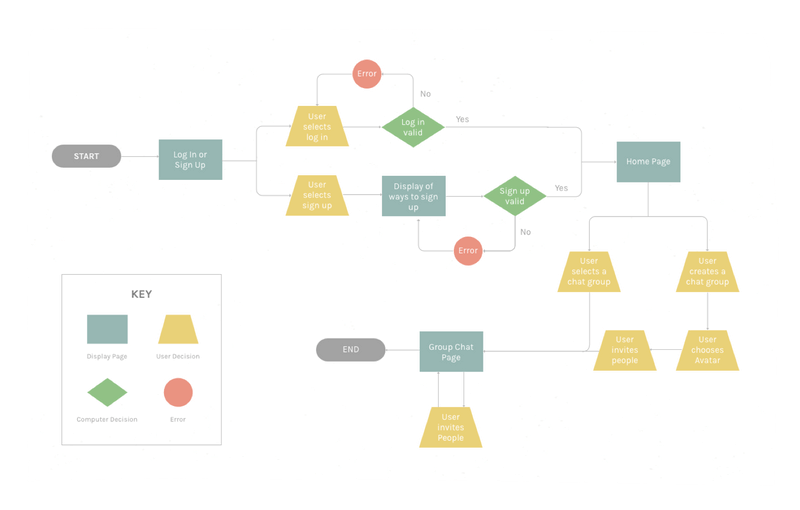 Error
No
User
selects
log in
Log in
valid
Yes
START
Log In or
Sign Up
Home Page
User
selects
sign up
Display of
ways to sign
up
Sign up
valid
Yes
No
Error
User
selects a
chat group
User
creates a
chat group
KEY
Display Page
User Decision
Computer Decision
Error
END
Group Chat
Page
User
invites
people
User
chooses
Avatar
User
invites
People